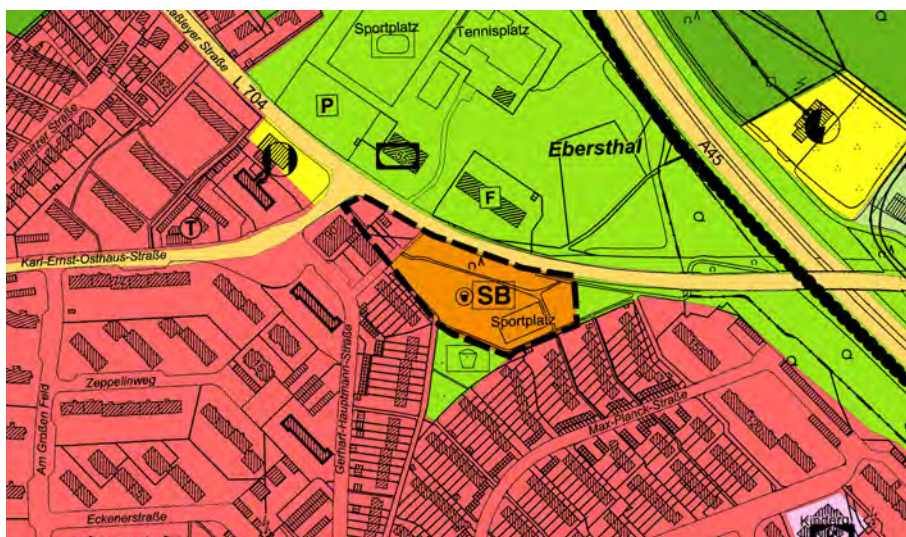 Sportplatz
Tennisplatz
L 704
P
A45
Ebersthal
F
T
Karl-Ernst-Osthaus-Straße
SB
Sportplatz
Gerhart-Hauptmann-Straße
Zeppelinweg
Am Großen Feld
Max-Planck-Straße
Eckenerstraße